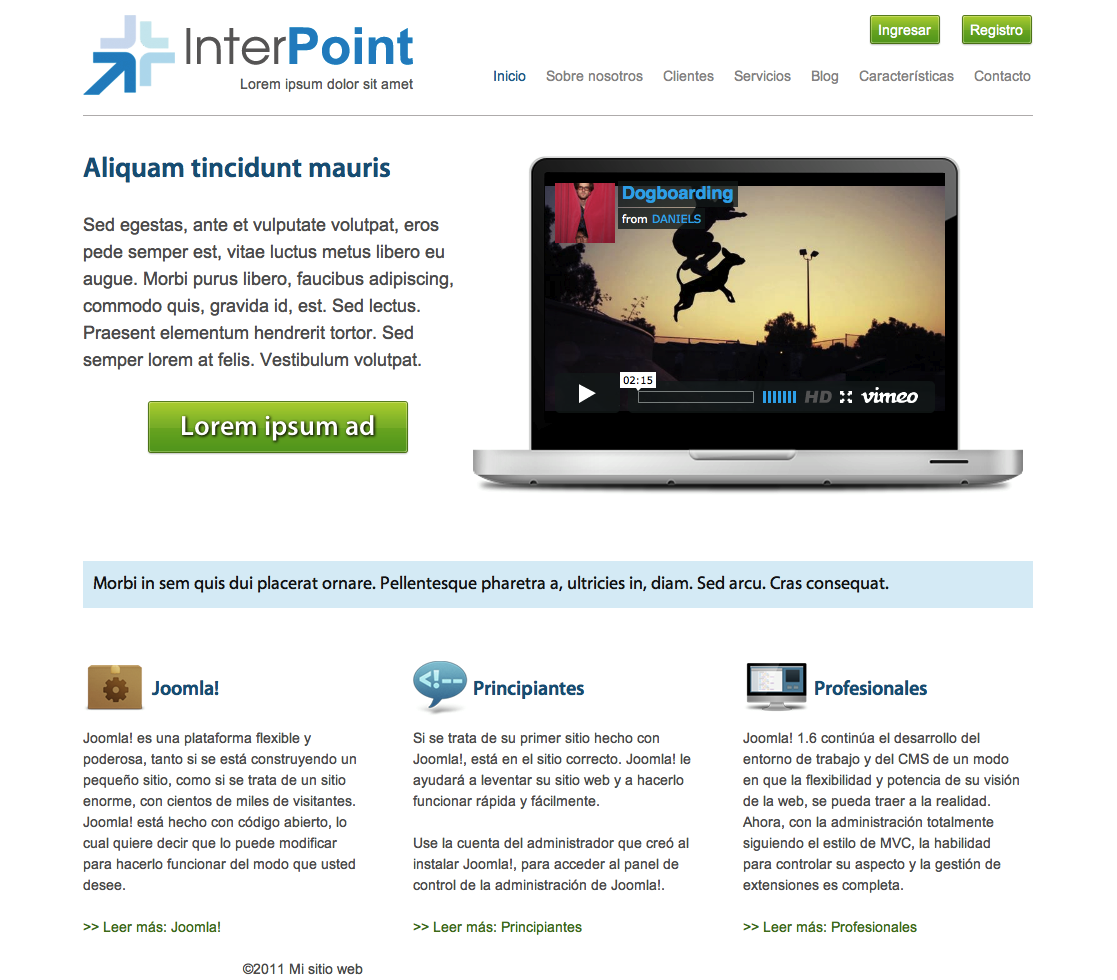 InterPoint
Lorem ipsum dolor sit amet
Ingresar
Registro
Inicio Sobre nosotros Clientes Servicios Blog Características Contacto
Aliquam tincidunt mauris
Sed egestas, ante et vulputate volutpat, eros
pede semper est, vitae luctus metus libero eu
augue. Morbi purus libero, faucibus adipiscing,
commodo quis, gravida id, est. Sed lectus.
Praesent elementum hendrerit tortor. Sed
semper lorem at felis. Vestibulum volutpat.
Lorem ipsum ad
Dogboarding
from DANIELS
02:15
HD
vimeo
Morbi in sem quis dui placerat ornare. Pellentesque pharetra a, ultricies in, diam. Sed arcu. Cras consequat.
Joomla!
Joomla! es una plataforma flexible y
poderosa, tanto si se está construyendo un
pequeño sitio, como si se trata de un sitio
enorme, con cientos de miles de visitantes.
Joomla! está hecho con código abierto, lo
cual quiere decir que lo puede modificar
para hacerlo funcionar del modo que usted
desee.
>> Leer más: Joomla!
<!--
Principiantes
Si se trata de su primer sitio hecho con
Joomla!, está en el sitio correcto. Joomla! le
ayudará a leventar su sitio web y a hacerlo
funcionar rápida y fácilmente.
Use la cuenta del administrador que creó al
instalar Joomla!, para acceder al panel de
control de la administración de Joomla!.
>> Leer más: Principiantes
Profesionales
Joomla! 1.6 continúa el desarrollo del
entorno de trabajo y del CMS de un modo
en que la flexibilidad y potencia de su visión
de la web, se pueda traer a la realidad.
Ahora, con la administración totalmente
siguiendo el estilo de MVC, la habilidad
para controlar su aspecto y la gestión de
extensiones es completa.
>> Leer más: Profesionales
©2011 Mi sitio web